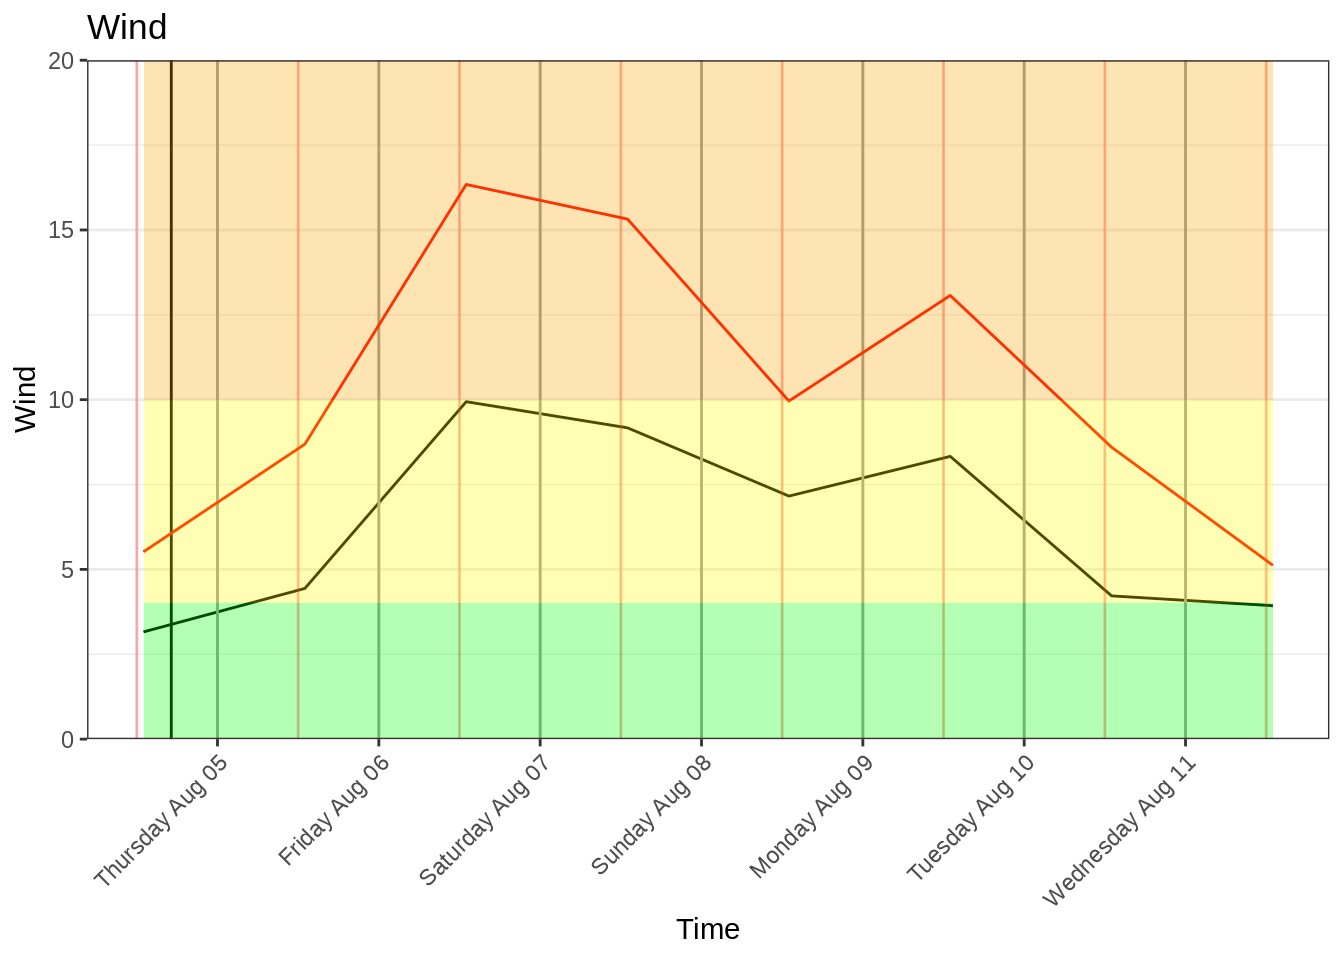 Wind
20
15
10
5
0
Wind
Thursday Aug 05
Friday Aug 06
Saturday Aug 07
Sunday Aug 08
Monday Aug 09
Tuesday Aug 10
Wednesday Aug 11
Time